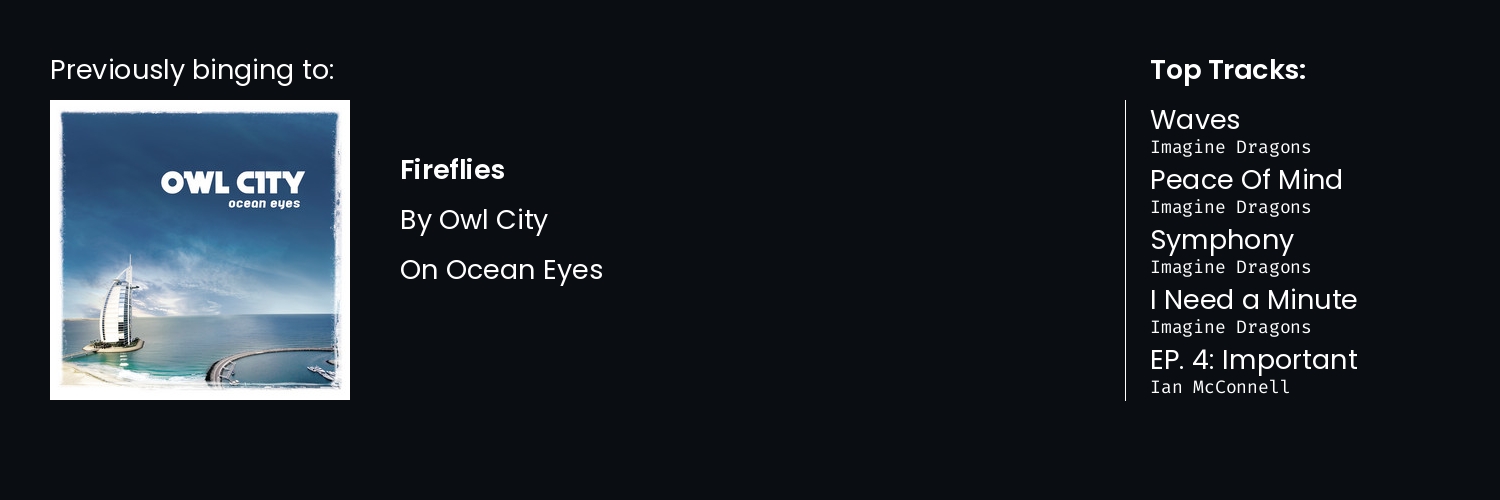 Previously binging to:
OWL CITY
ocean eyes
Fireflies
By Owl City
On Ocean Eyes
Top Tracks:
Waves
Imagine Dragons
Peace Of Mind
Imagine Dragons
Symphony
Imagine Dragons
I Need a Minute
Imagine Dragons
EP. 4: Important
Ian McConnell